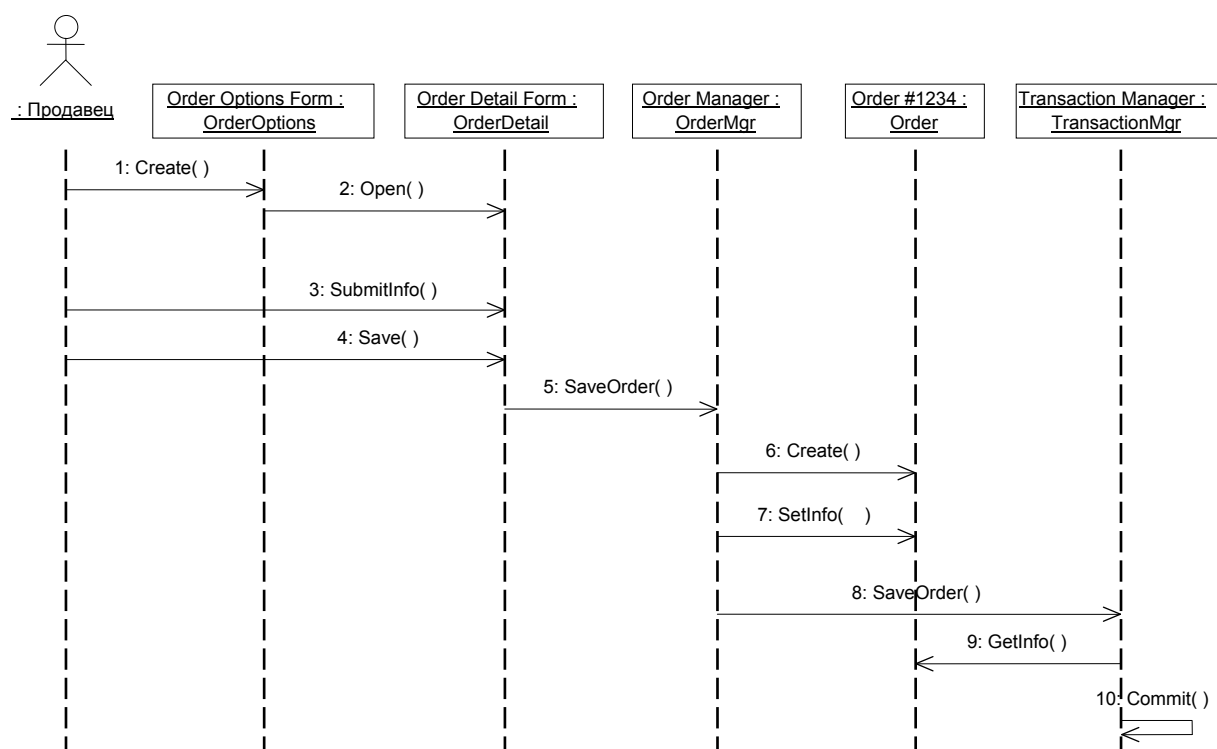 : Продавец
Order Options Form :
OrderOptions
Order Detail Form :
OrderDetail
Order Manager :
OrderMgr
Order #1234 :
Order
Transaction Manager :
TransactionMgr
1: Create( )
2: Open( )
3: SubmitInfo( )
4: Save( )
5: SaveOrder( )
6: Create( )
7: SetInfo(    )
8: SaveOrder( )
9: GetInfo( )
10: Commit( )